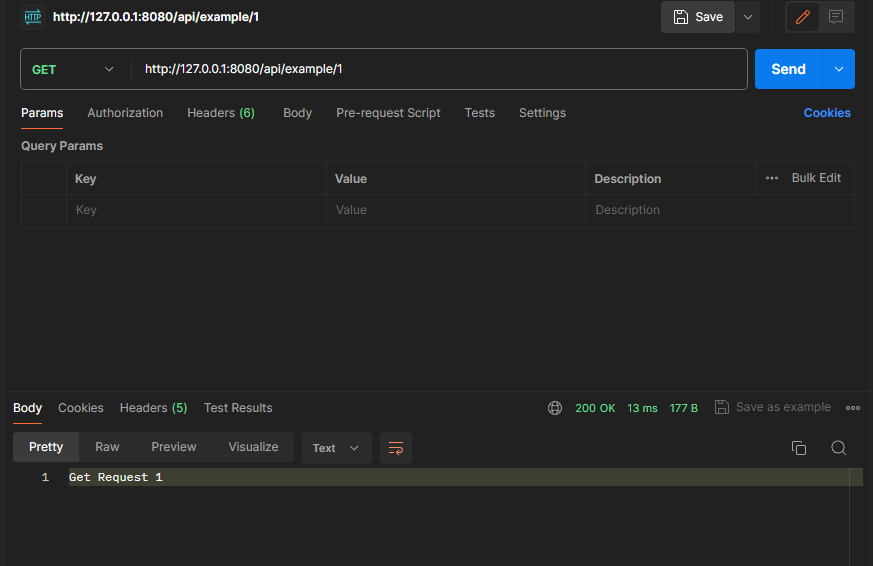 HTTP http://127.0.0.1:8080/api/example/1 Save
GET http://127.0.0.1:8080/api/example/1 Send
Params Authorization Headers (6) Body Pre-request Script Tests Settings Cookies
Query Params
Key Value Description ••• Bulk Edit
Key Value Description
Body Cookies Headers (5) Test Results 200 OK 13 ms 177 B Save as example
Pretty Raw Preview Visualize Text
1 Get Request 1